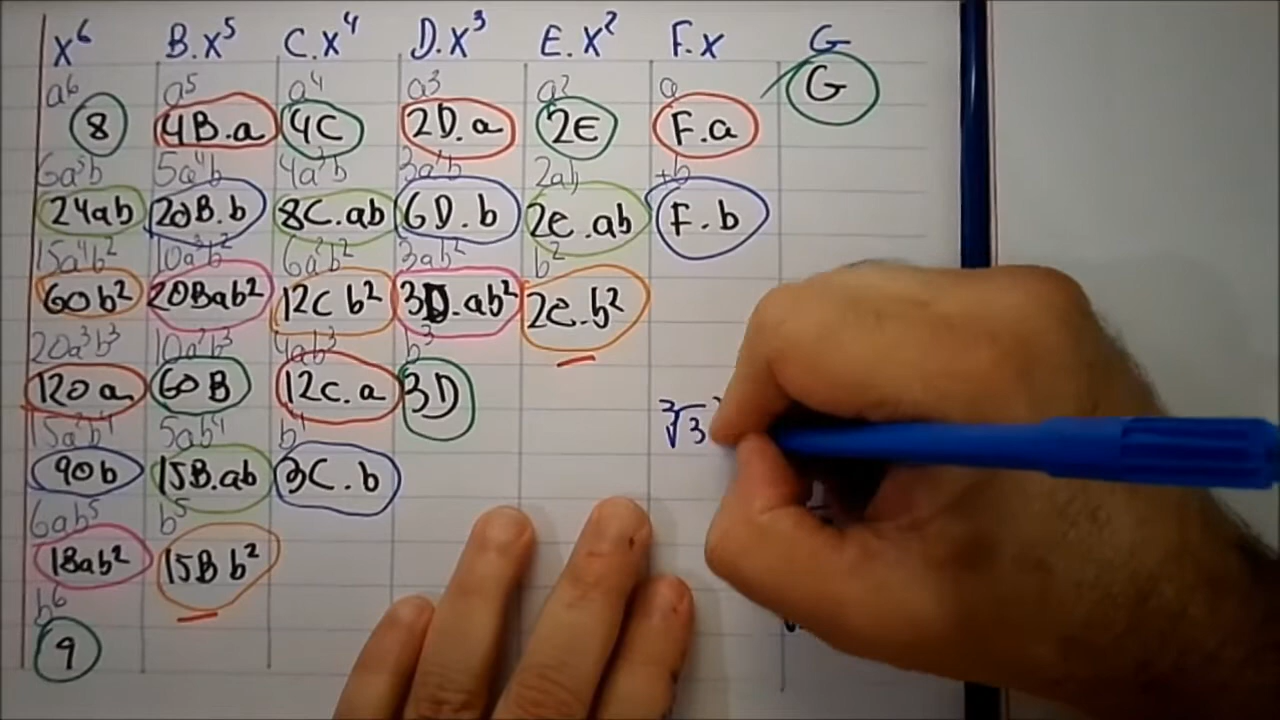 x⁶ B.x⁵ C.x⁴ D.x³ E.x² F.x G
a⁶ a⁵ a⁴ a³ a² a G
8 4B.a 4C 2D.a 2E F.a
6a⁵b 5a⁴b 4a³b 3a²b 2ab +b
24ab 20B.b 8C.ab 6D.b 2e.ab F.b
15a⁴b² 10a³b² 6a²b² 3ab² b²
60b² 20Bab² 12C b² 3D.ab² 2e.b²
20a³b³ 10a²b³ 4ab³ b³
120a 60B 12C.a 3D
15a²b⁴ 5ab⁴ b⁴ ³√3
90b 15B.ab 3C.b
6ab⁵ b⁵
18ab² 15B b²
b⁶
9